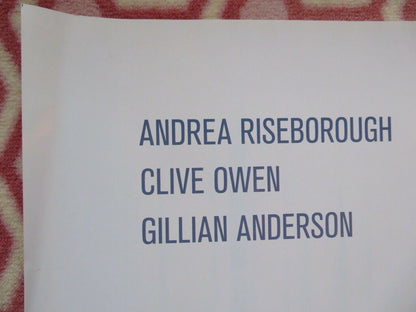 ANDREA RISEBOROUGH
CLIVE OWEN
GILLIAN ANDERSON